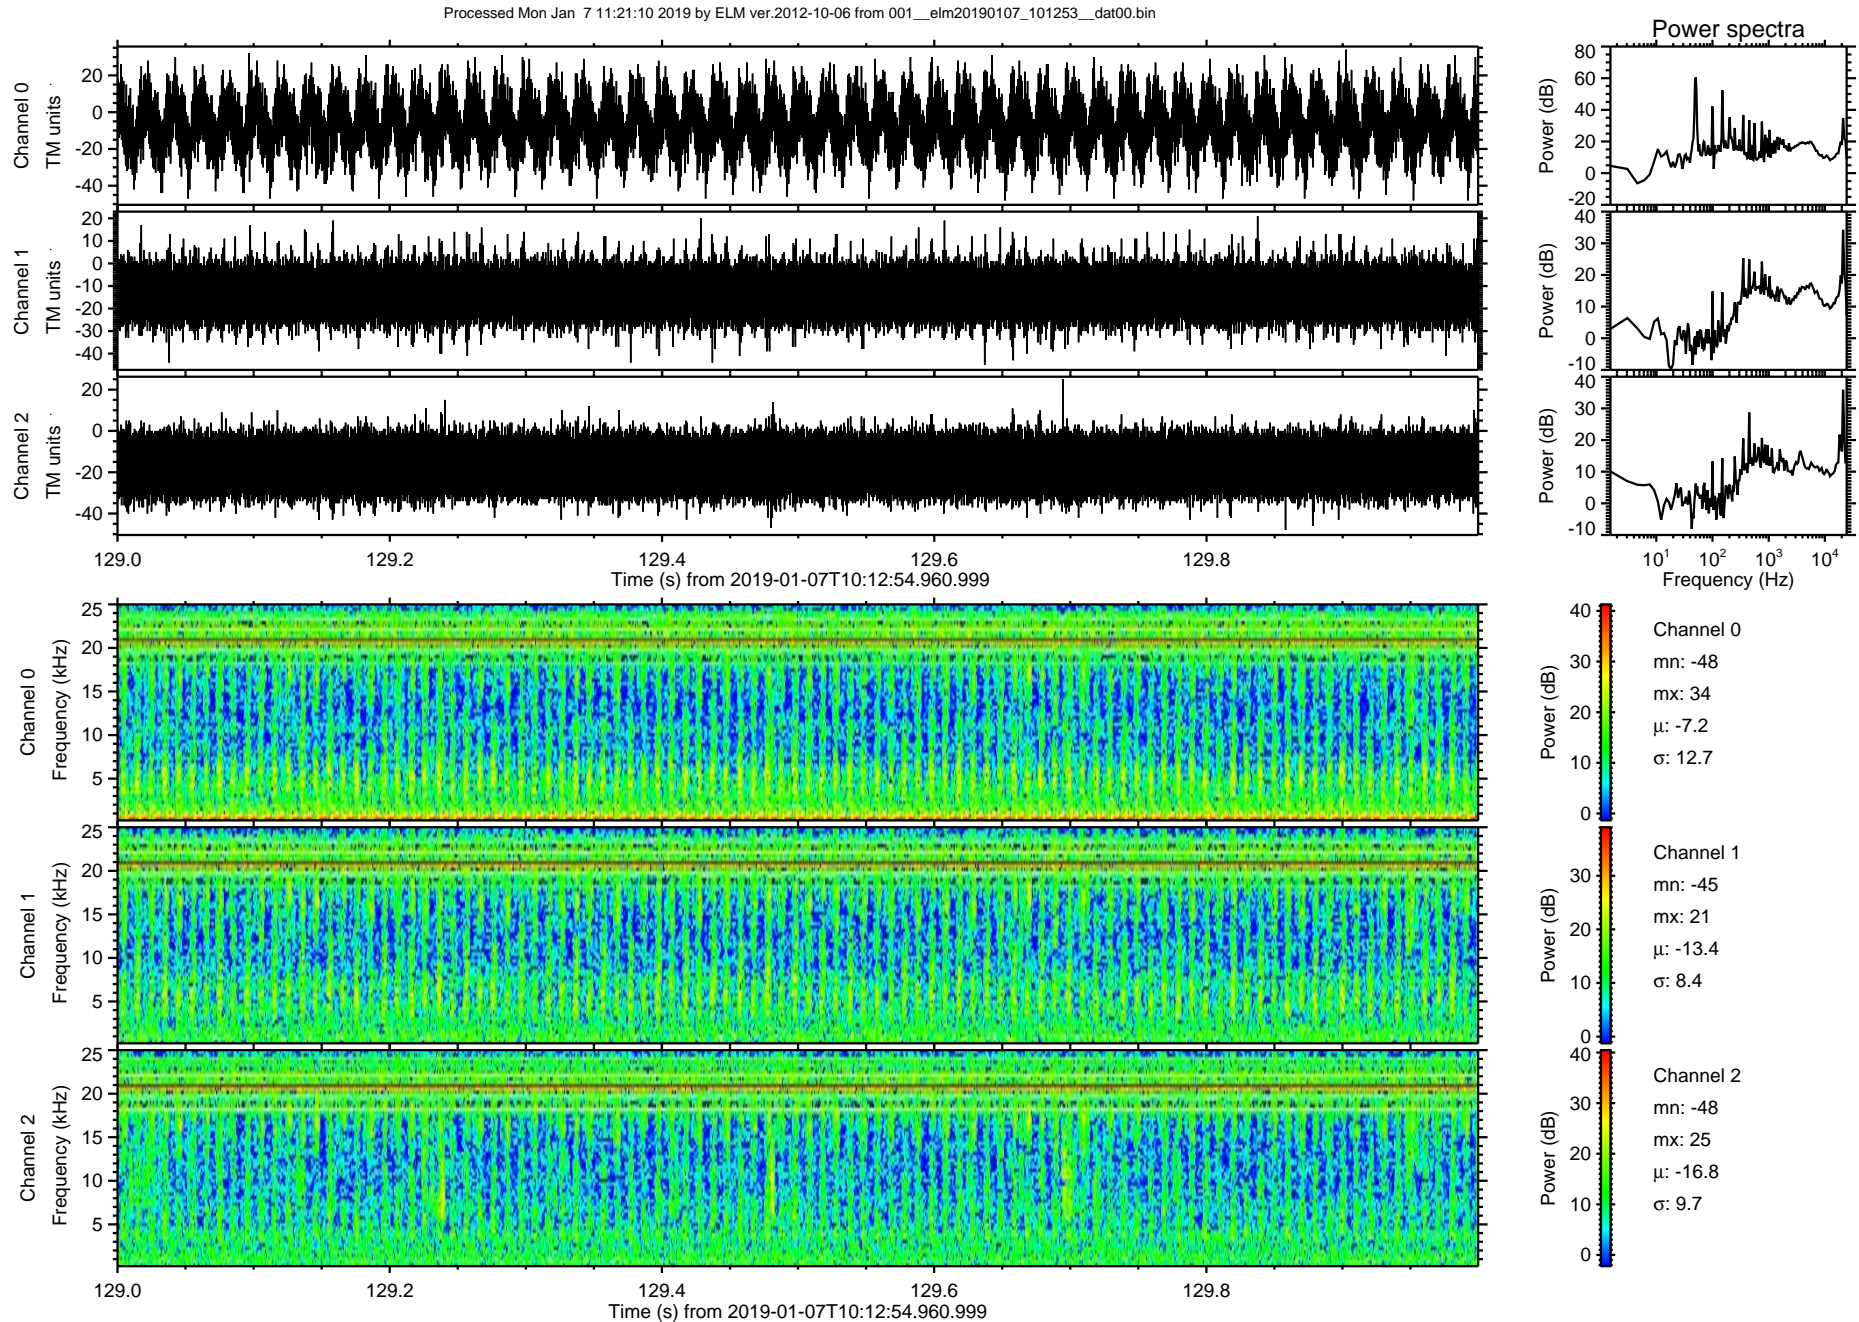 Processed Mon Jan  7 11:21:10 2019 by ELM ver.2012-10-06 from 001__elm20190107_101253__dat00.bin
Power spectra
Channel 0
TM units
20
0
-20
-40
Power (dB)
80
60
40
20
0
-20
Channel 1
TM units
20
10
0
-10
-20
-30
-40
Power (dB)
40
30
20
10
0
-10
Channel 2
TM units
20
0
-20
-40
Power (dB)
40
30
20
10
0
-10
129.0 129.2 129.4 129.6 129.8
Time (s) from 2019-01-07T10:12:54.960.999
10¹ 10² 10³ 10⁴
Frequency (Hz)
Channel 0
Frequency (kHz)
25
20
15
10
5
Power (dB)
40
30
20
10
0
Channel 0
mn: -48
mx: 34
μ: -7.2
σ: 12.7
Channel 1
Frequency (kHz)
25
20
15
10
5
Power (dB)
30
20
10
0
Channel 1
mn: -45
mx: 21
μ: -13.4
σ: 8.4
Channel 2
Frequency (kHz)
25
20
15
10
5
Power (dB)
40
30
20
10
0
Channel 2
mn: -48
mx: 25
μ: -16.8
σ: 9.7
129.0 129.2 129.4 129.6 129.8
Time (s) from 2019-01-07T10:12:54.960.999